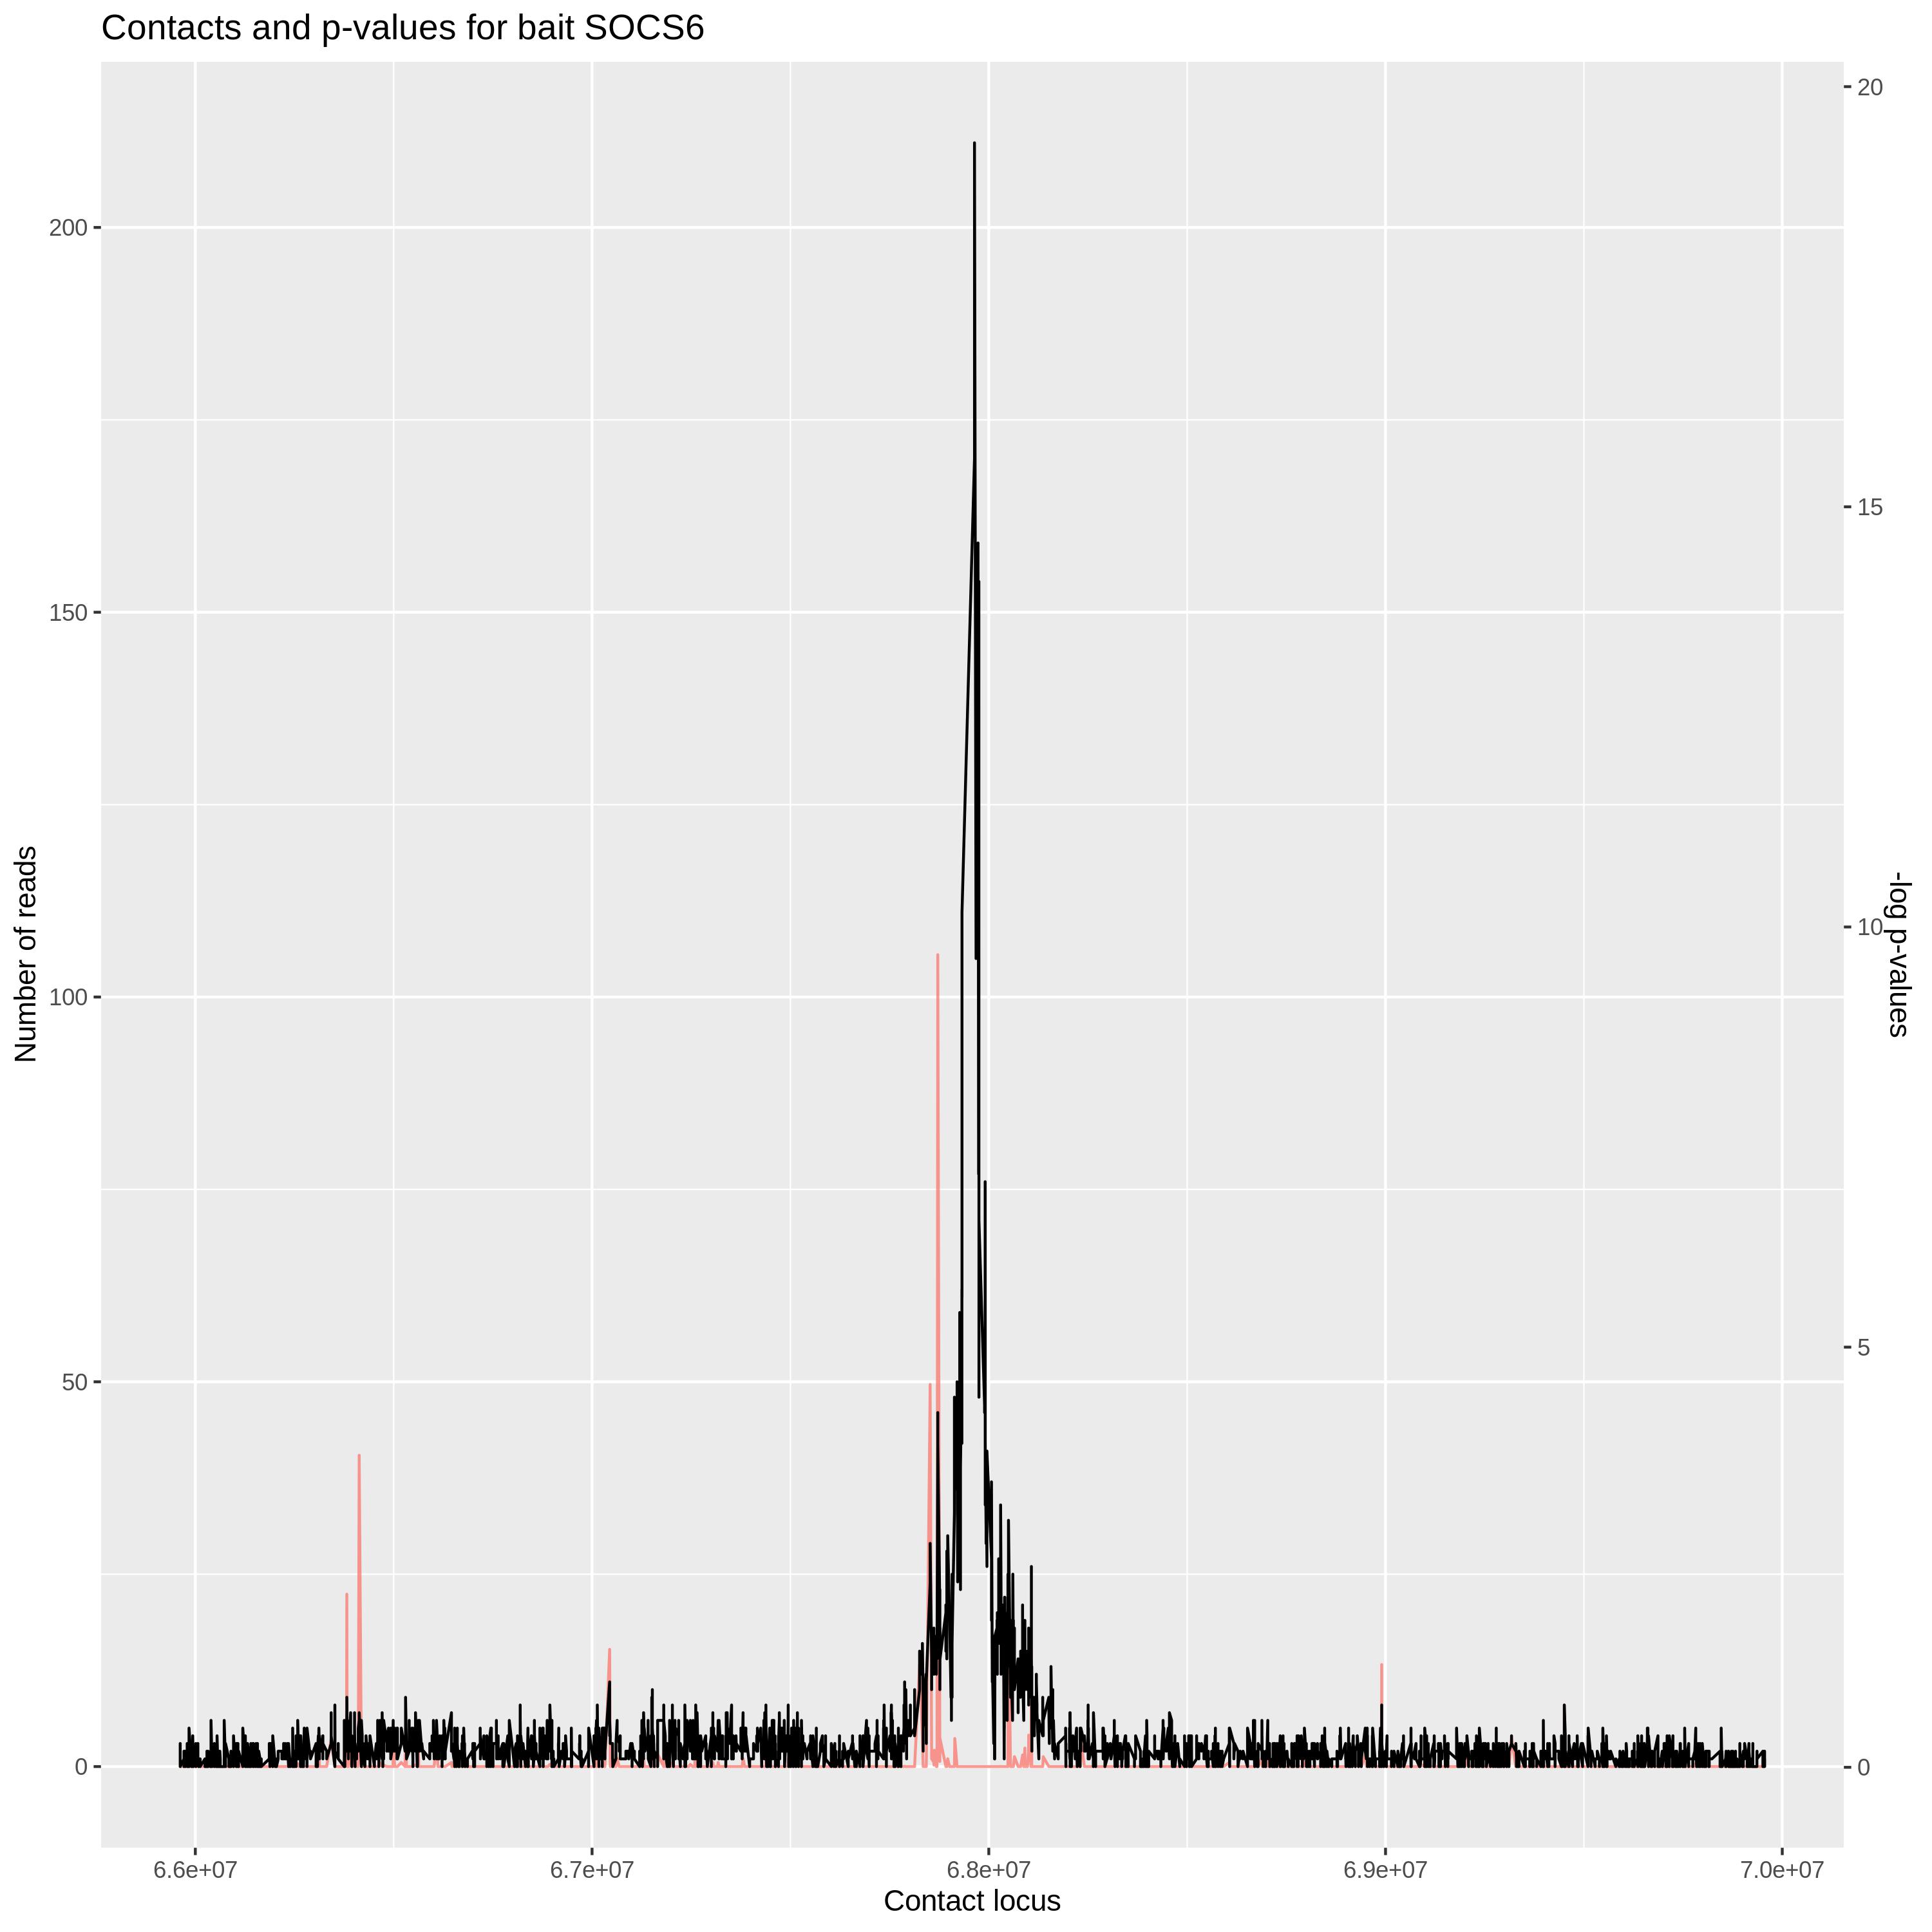 Contacts and p-values for bait SOCS6
Number of reads
200
150
100
50
0
20
15
10
5
0
-log p-values
6.6e+07
6.7e+07
6.8e+07
6.9e+07
7.0e+07
Contact locus